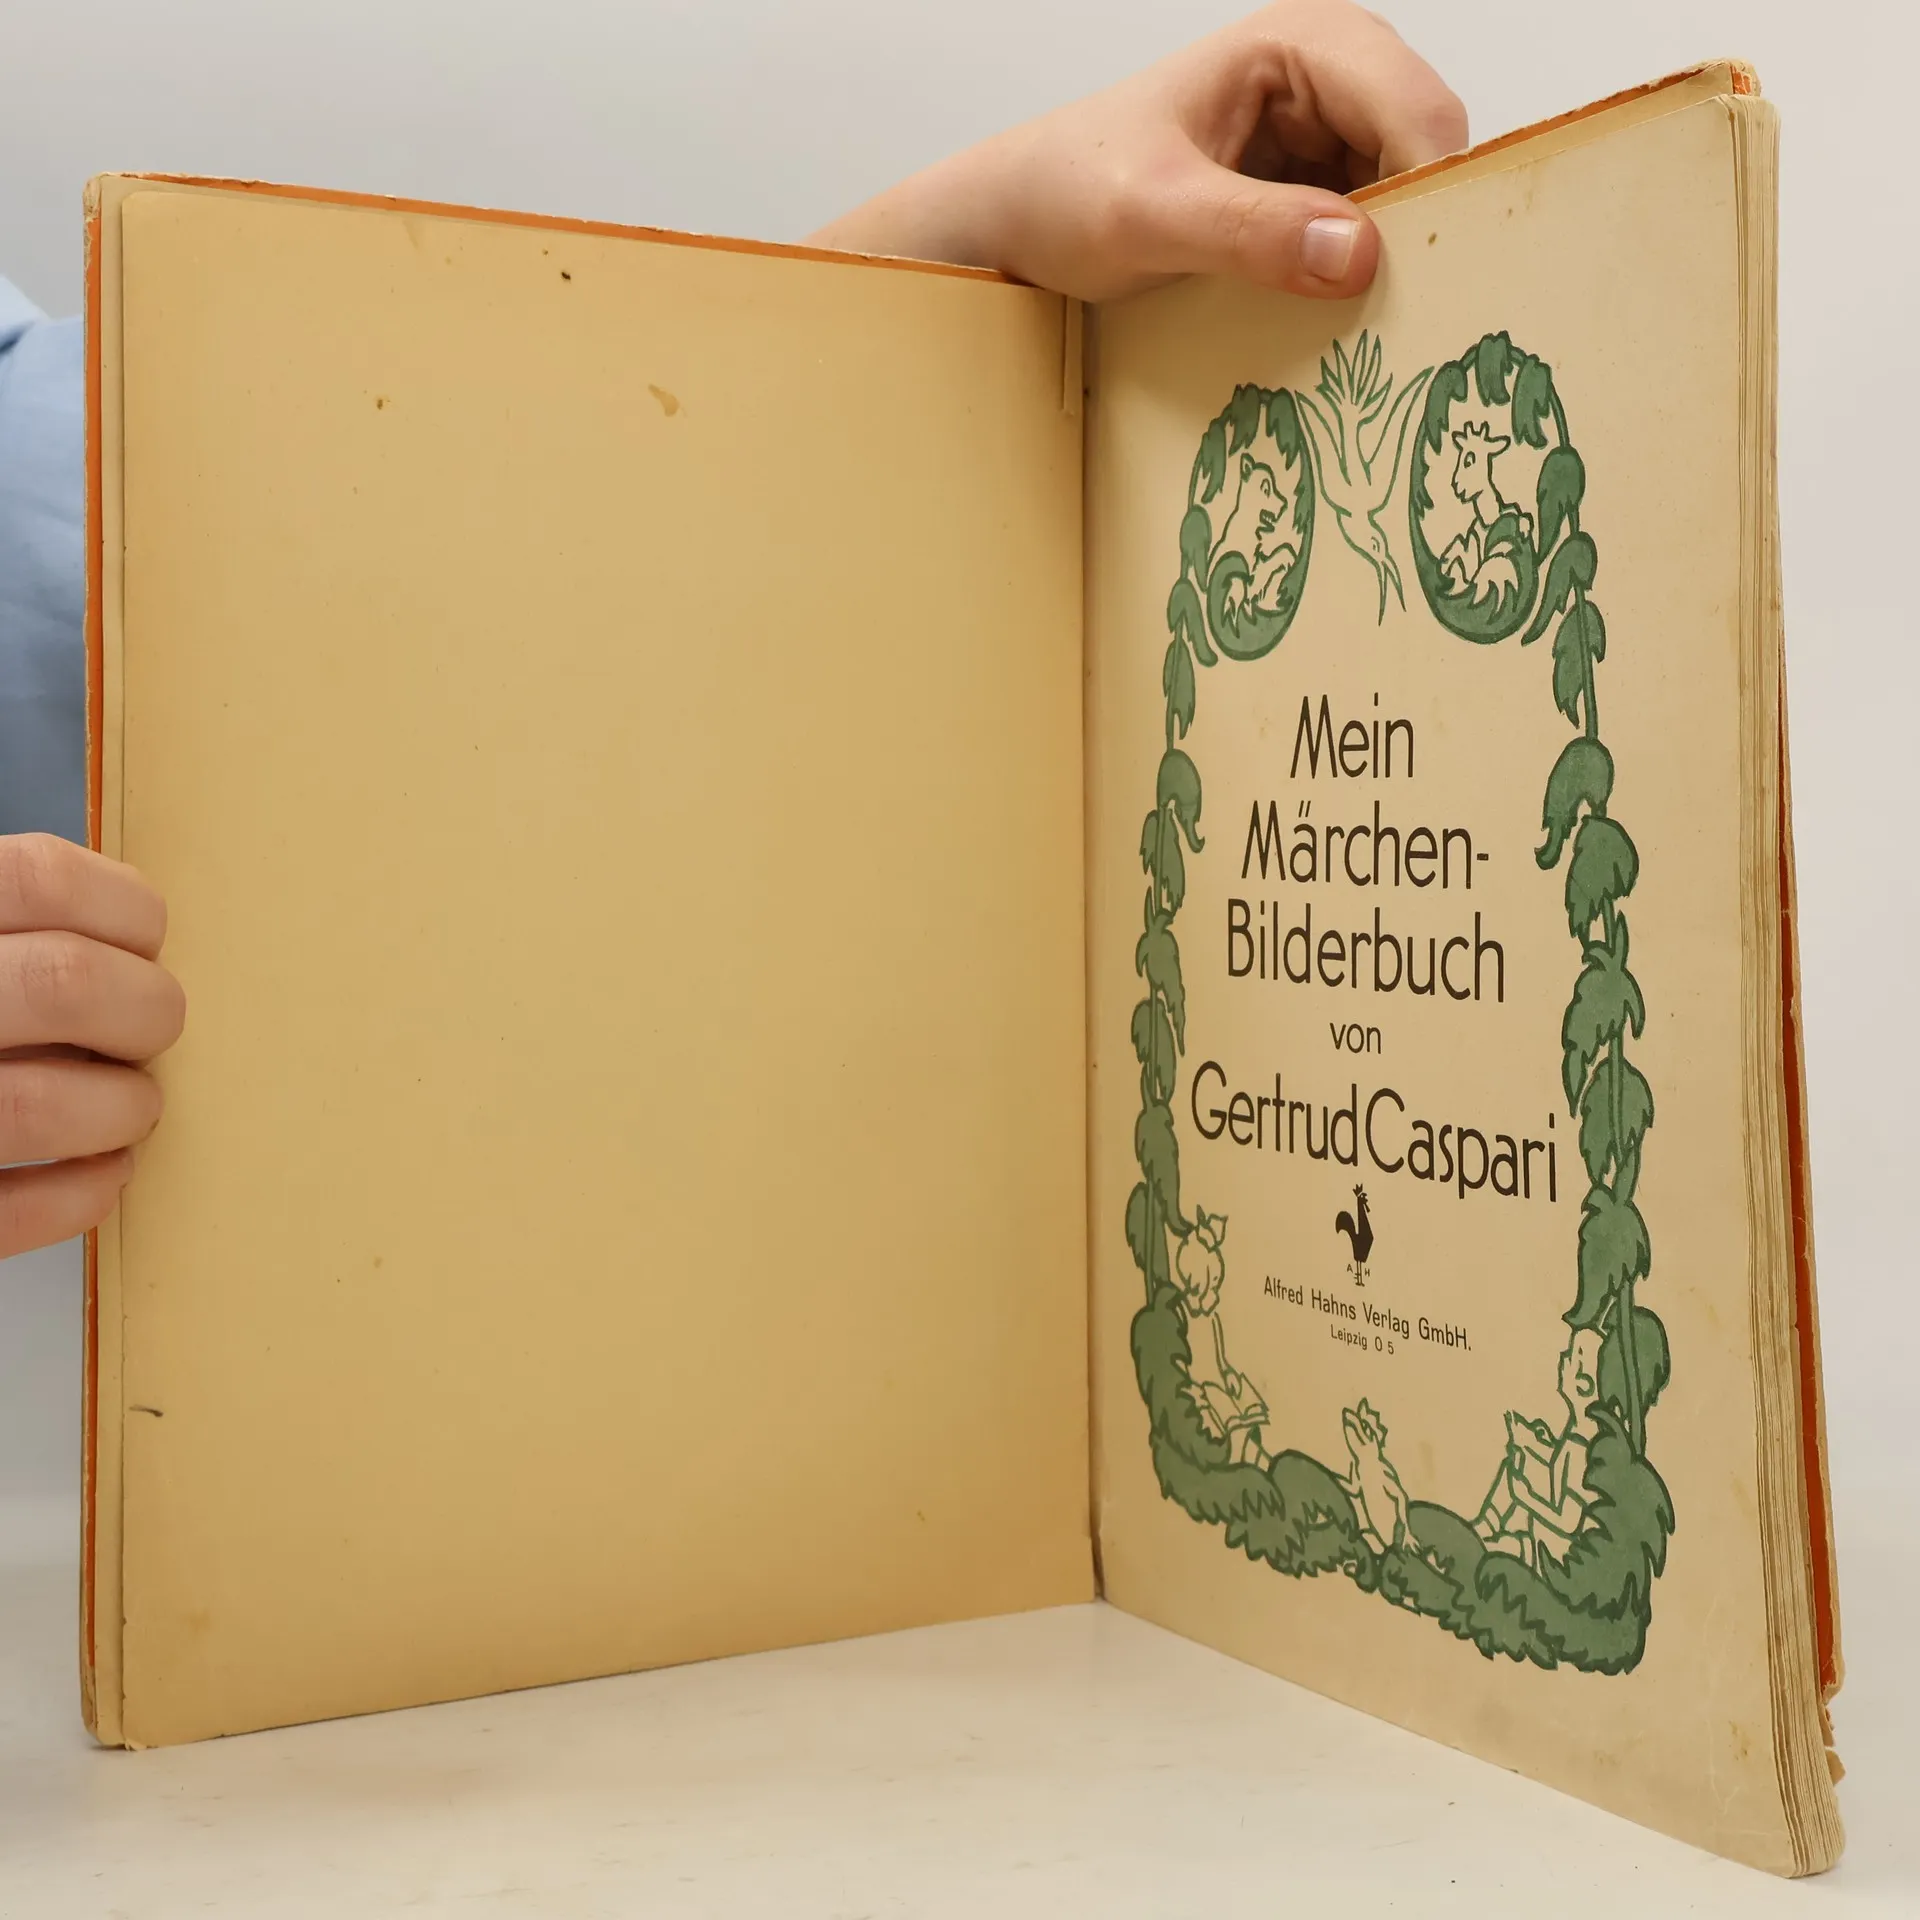 Mein
Märchen-
Bilderbuch
von
Gertrud Caspari
A H
Alfred Hahns Verlag GmbH.
Leipzig O 5